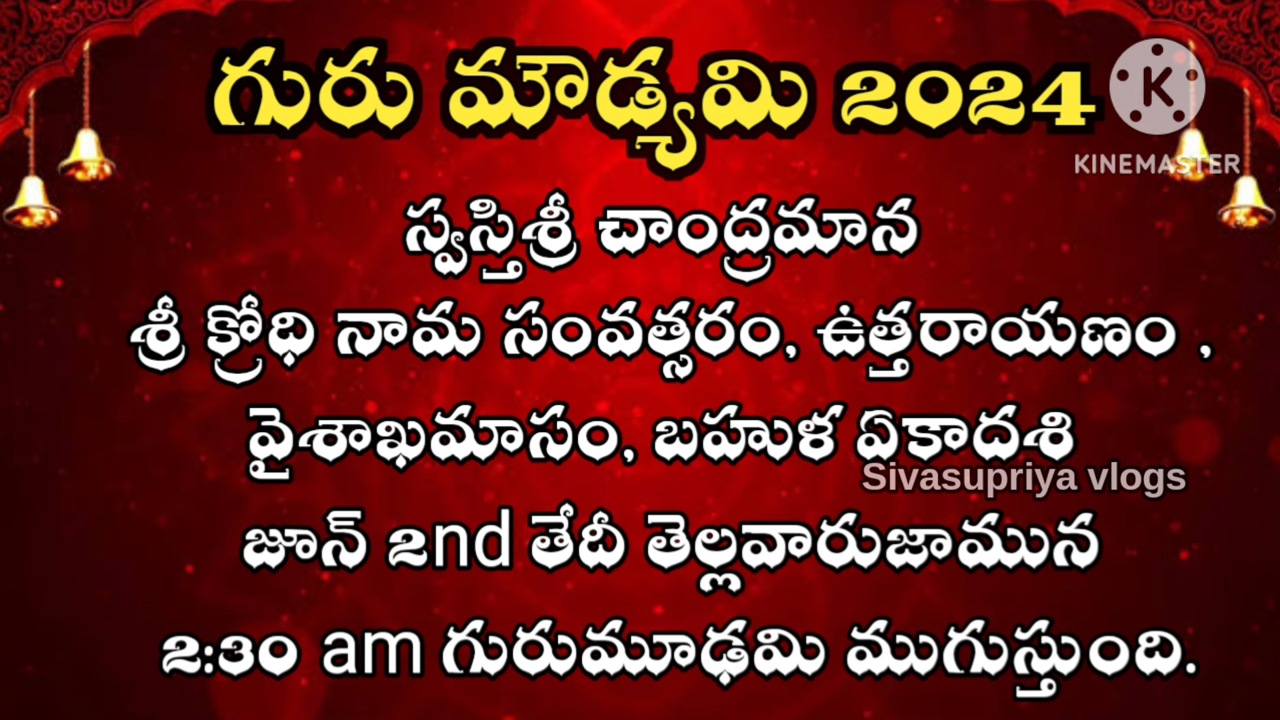 గురు మౌడ్యమి 2024
KINEMASTER
స్వస్తిశ్రీ చాంద్రమాన
శ్రీ క్రోధి నామ సంవత్సరం, ఉత్తరాయణం ,
వైశాఖమాసం, బహుళ ఏకాదశి
Sivasupriya vlogs
జూన్ 2nd తేదీ తెల్లవారుజామున
2:30 am గురుమూఢమి ముగుస్తుంది.